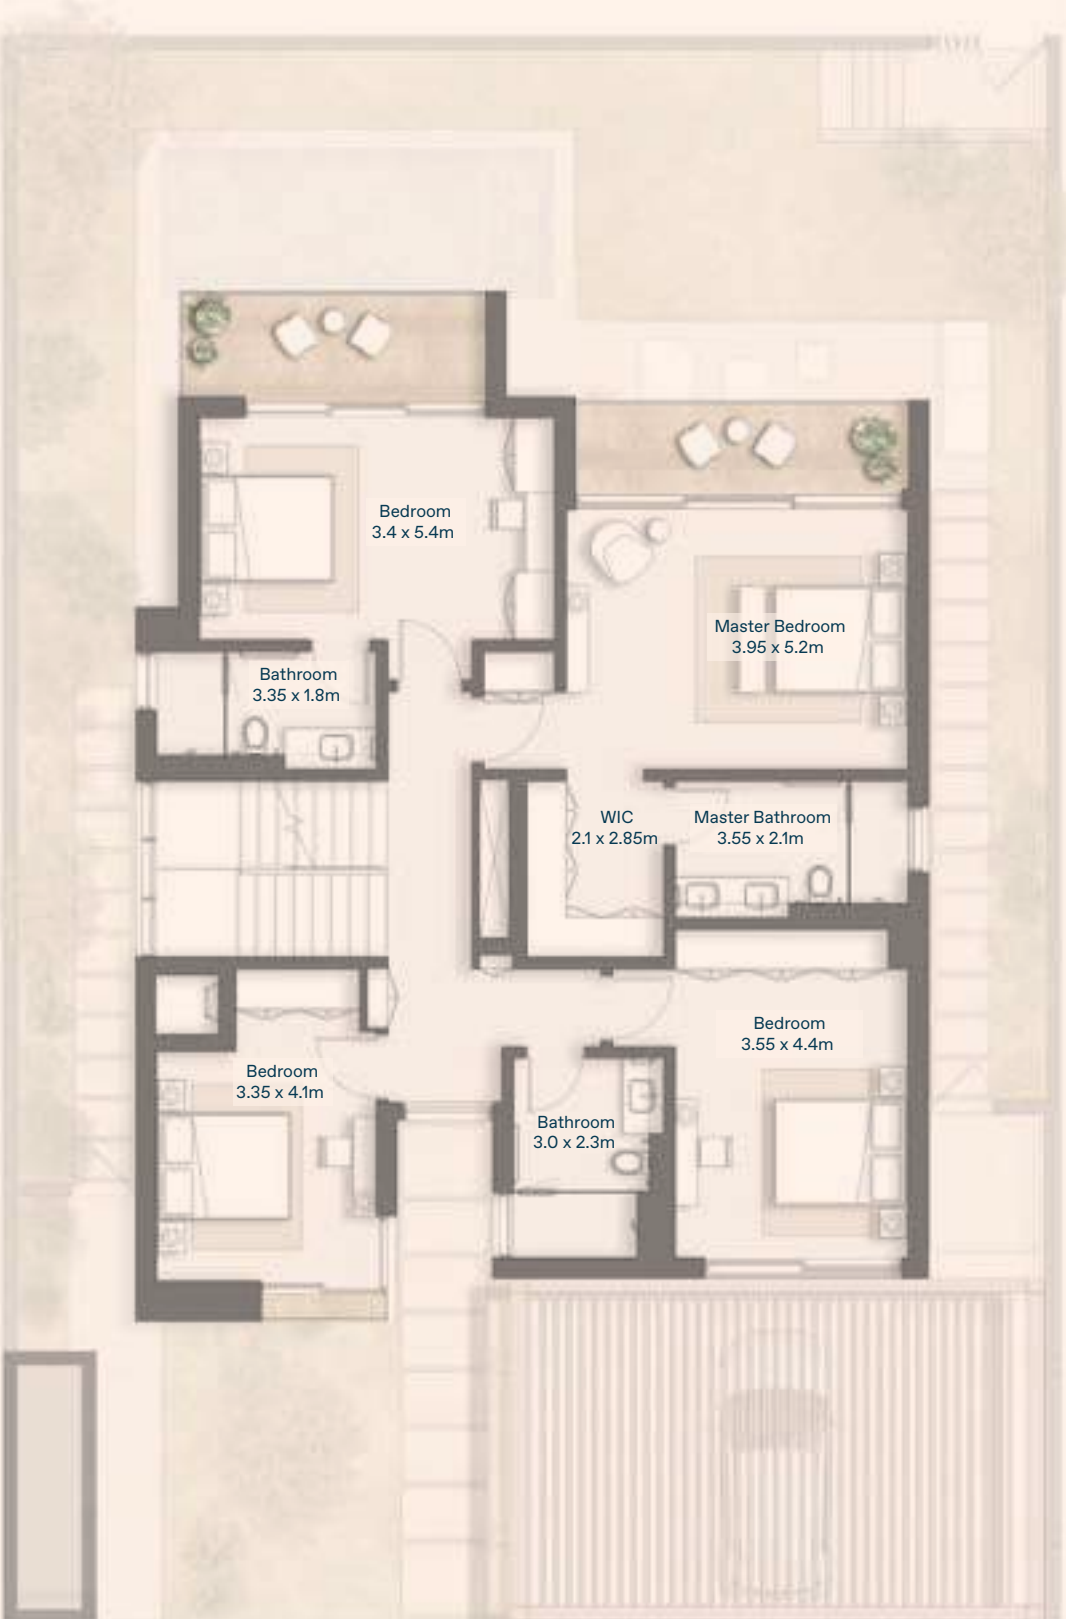 Bedroom
3.4 x 5.4m
Master Bedroom
3.95 x 5.2m
Bathroom
3.35 x 1.8m
WIC
2.1 x 2.85m
Master Bathroom
3.55 x 2.1m
Bedroom
3.55 x 4.4m
Bedroom
3.35 x 4.1m
Bathroom
3.0 x 2.3m